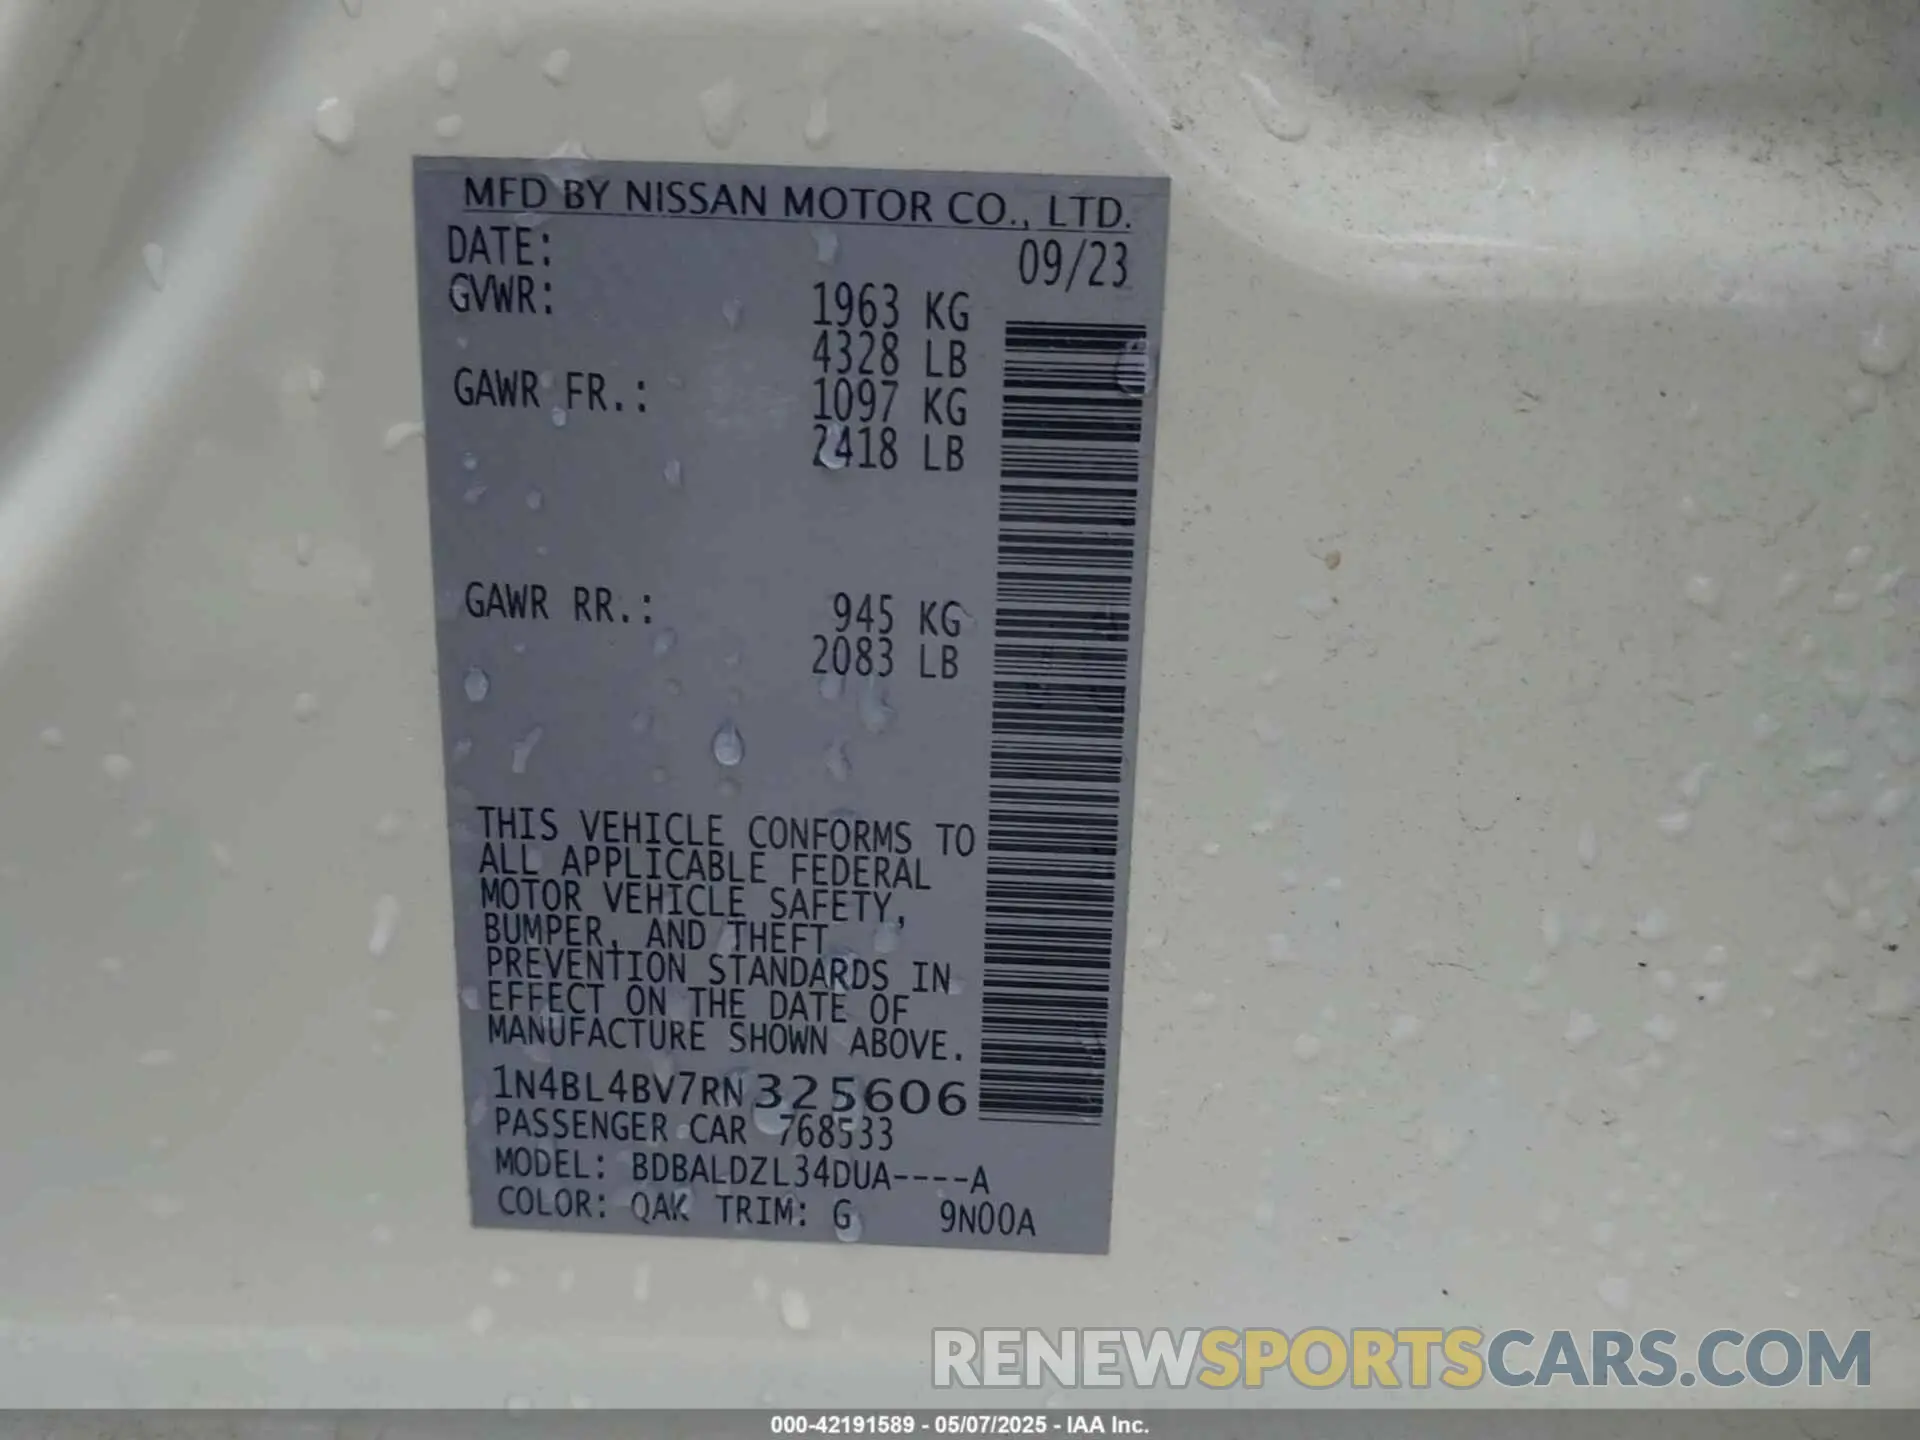 MFD BY NISSAN MOTOR CO., LTD.
DATE: 09/23
GVWR: 1963 KG
4328 LB
GAWR FR.: 1097 KG
2418 LB
GAWR RR.: 945 KG
2083 LB
THIS VEHICLE CONFORMS TO
ALL APPLICABLE FEDERAL
MOTOR VEHICLE SAFETY,
BUMPER, AND THEFT
PREVENTION STANDARDS IN
EFFECT ON THE DATE OF
MANUFACTURE SHOWN ABOVE.
1N4BL4BV7RN325606
PASSENGER CAR 768533
MODEL: BDBALDZL34DUA----A
COLOR: QAK TRIM: G 9N00A
RENEWSPORTSCARS.COM
000-42191589 - 05/07/2025 - IAA Inc.